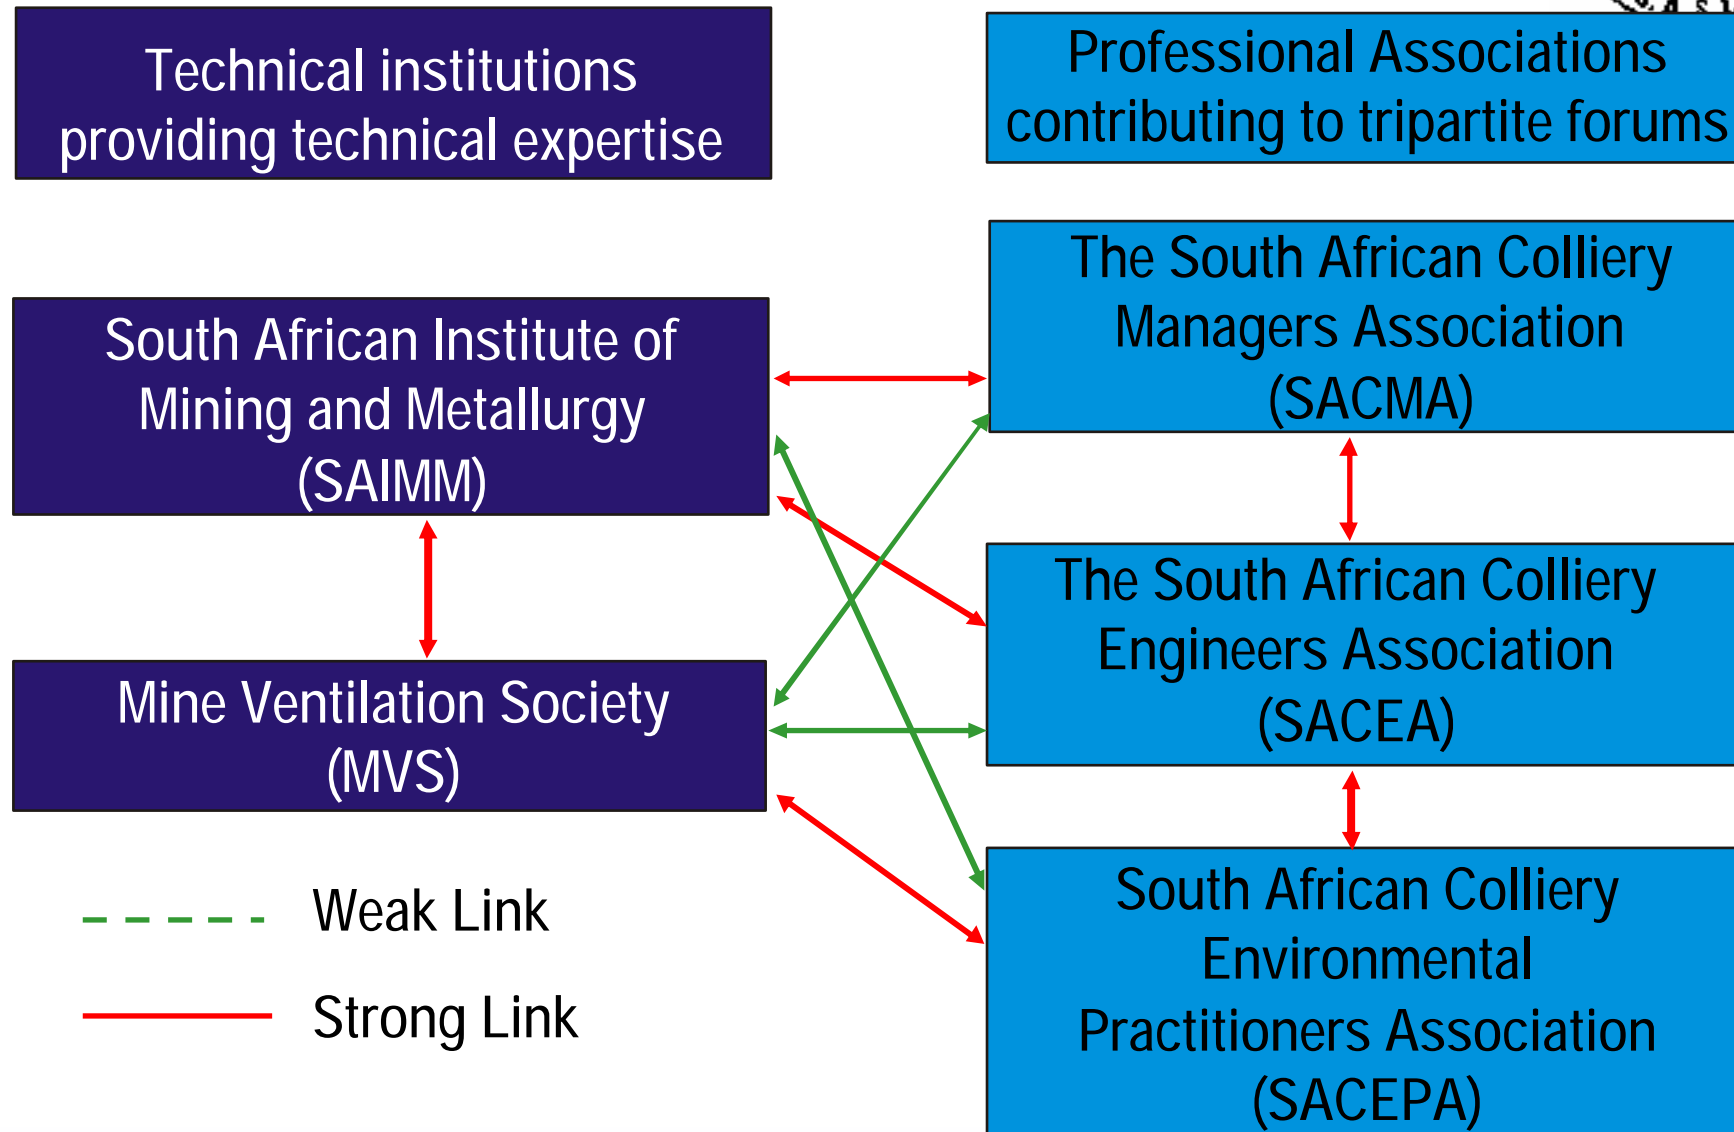 Technical institutions
providing technical expertise
Professional Associations
contributing to tripartite forums
South African Institute of
Mining and Metallurgy
(SAIMM)
Mine Ventilation Society
(MVS)
The South African Colliery
Managers Association
(SACMA)
The South African Colliery
Engineers Association
(SACEA)
South African Colliery
Environmental
Practitioners Association
(SACEPA)
Weak Link
Strong Link